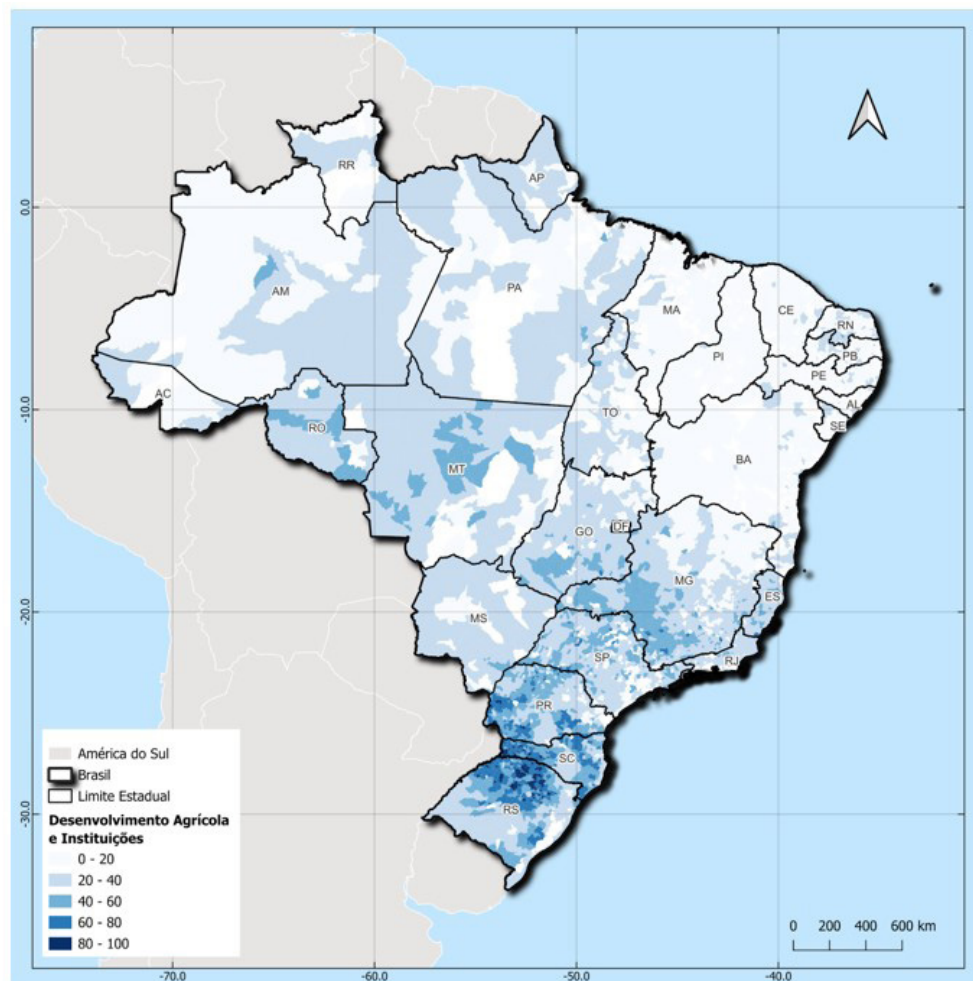 RR
AP
0.0
AM
PA
MA
CE
RN
PB
PI
PE
AC
AL
TO
SE
-10.0
RO
BA
MT
DF
GO
MG
ES
-20.0
MS
SP
RJ
PR
SC
América do Sul
Brasil
Limite Estadual
RS
-30.0
Desenvolvimento Agrícola
e Instituições
0 - 20
20 - 40
40 - 60
60 - 80
80 - 100
0 200 400 600 km
-70.0 -60.0 -50.0 -40.0